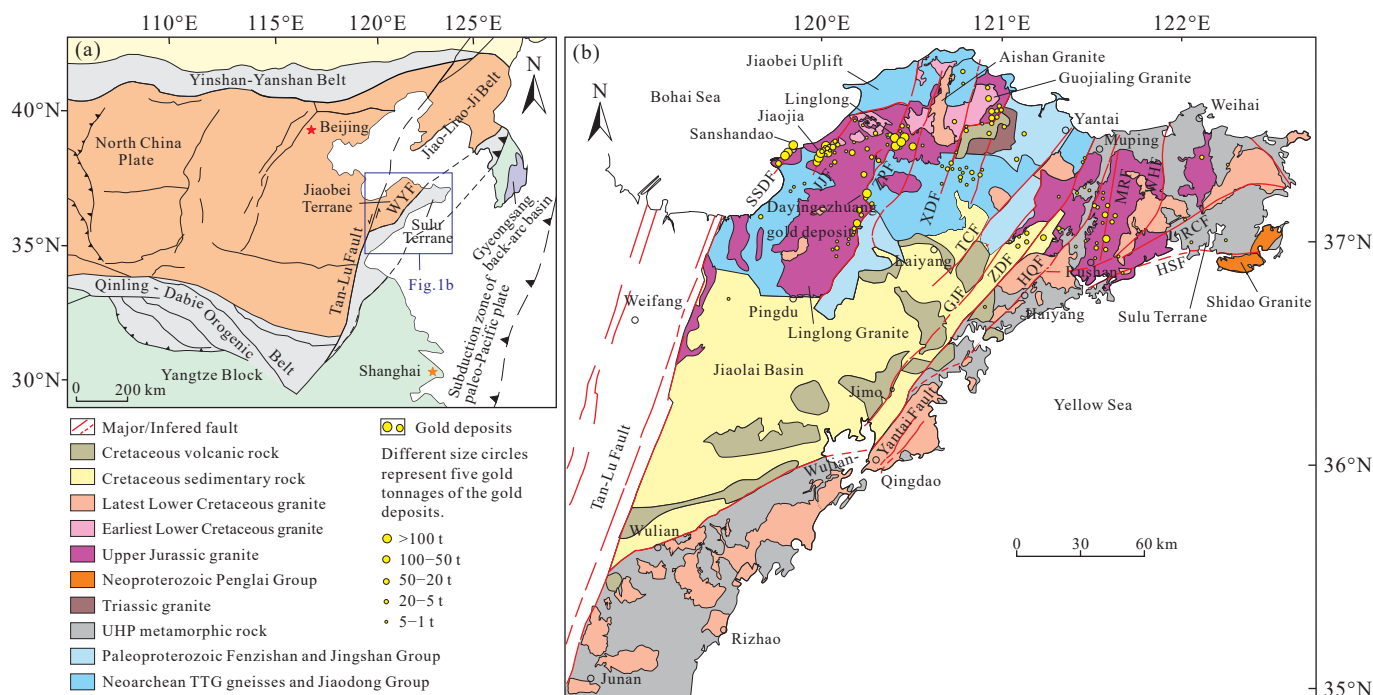 110°E
115°E
120°E
125°E
(a)
Yinshan-Yanshan Belt
Jiao-Liao-Ji Belt
N
40°N
Beijing
North China
Plate
Jiaobei
Terrane
WYF
Sulu
Terrane
35°N
Tan-Lu Fault
Fig.1b
Gyeongsang
back-arc basin
Qinling - Dabie Orogenic
Belt
Subduction zone of
paleo-Pacific plate
Yangtze Block
Shanghai
30°N
0
200 km
Major/Infered fault
Cretaceous volcanic rock
Cretaceous sedimentary rock
Latest Lower Cretaceous granite
Earliest Lower Cretaceous granite
Upper Jurassic granite
Neoproterozoic Penglai Group
Triassic granite
UHP metamorphic rock
Paleoproterozoic Fenzishan and Jingshan Group
Neoarchean TTG gneisses and Jiaodong Group
Gold deposits
Different size circles
represent five gold
tonnages of the gold
deposits.
>100 t
100−50 t
50−20 t
20−5 t
5−1 t
120°E
121°E
122°E
(b)
Jiaobei Uplift
Aishan Granite
Guojialing Granite
Bohai Sea
Linglong
Jiaojia
Sanshandao
N
Weihai
Yantai
Muping
SSDF
JJF
ZPF
XDF
MRF
WHF
Dayingezhuang
gold deposit
TCF
ZDF
HQF
RCF
HSF
37°N
Laiyang
Rushan
Shidao Granite
Weifang
Pingdu
GJF
Haiyang
Sulu Terrane
Linglong Granite
Jiaolai Basin
Jimo
Yellow Sea
Tan-Lu Fault
Wulian-
Yantai Fault
36°N
Qingdao
Wulian
0
30
60 km
Rizhao
Junan
35°N